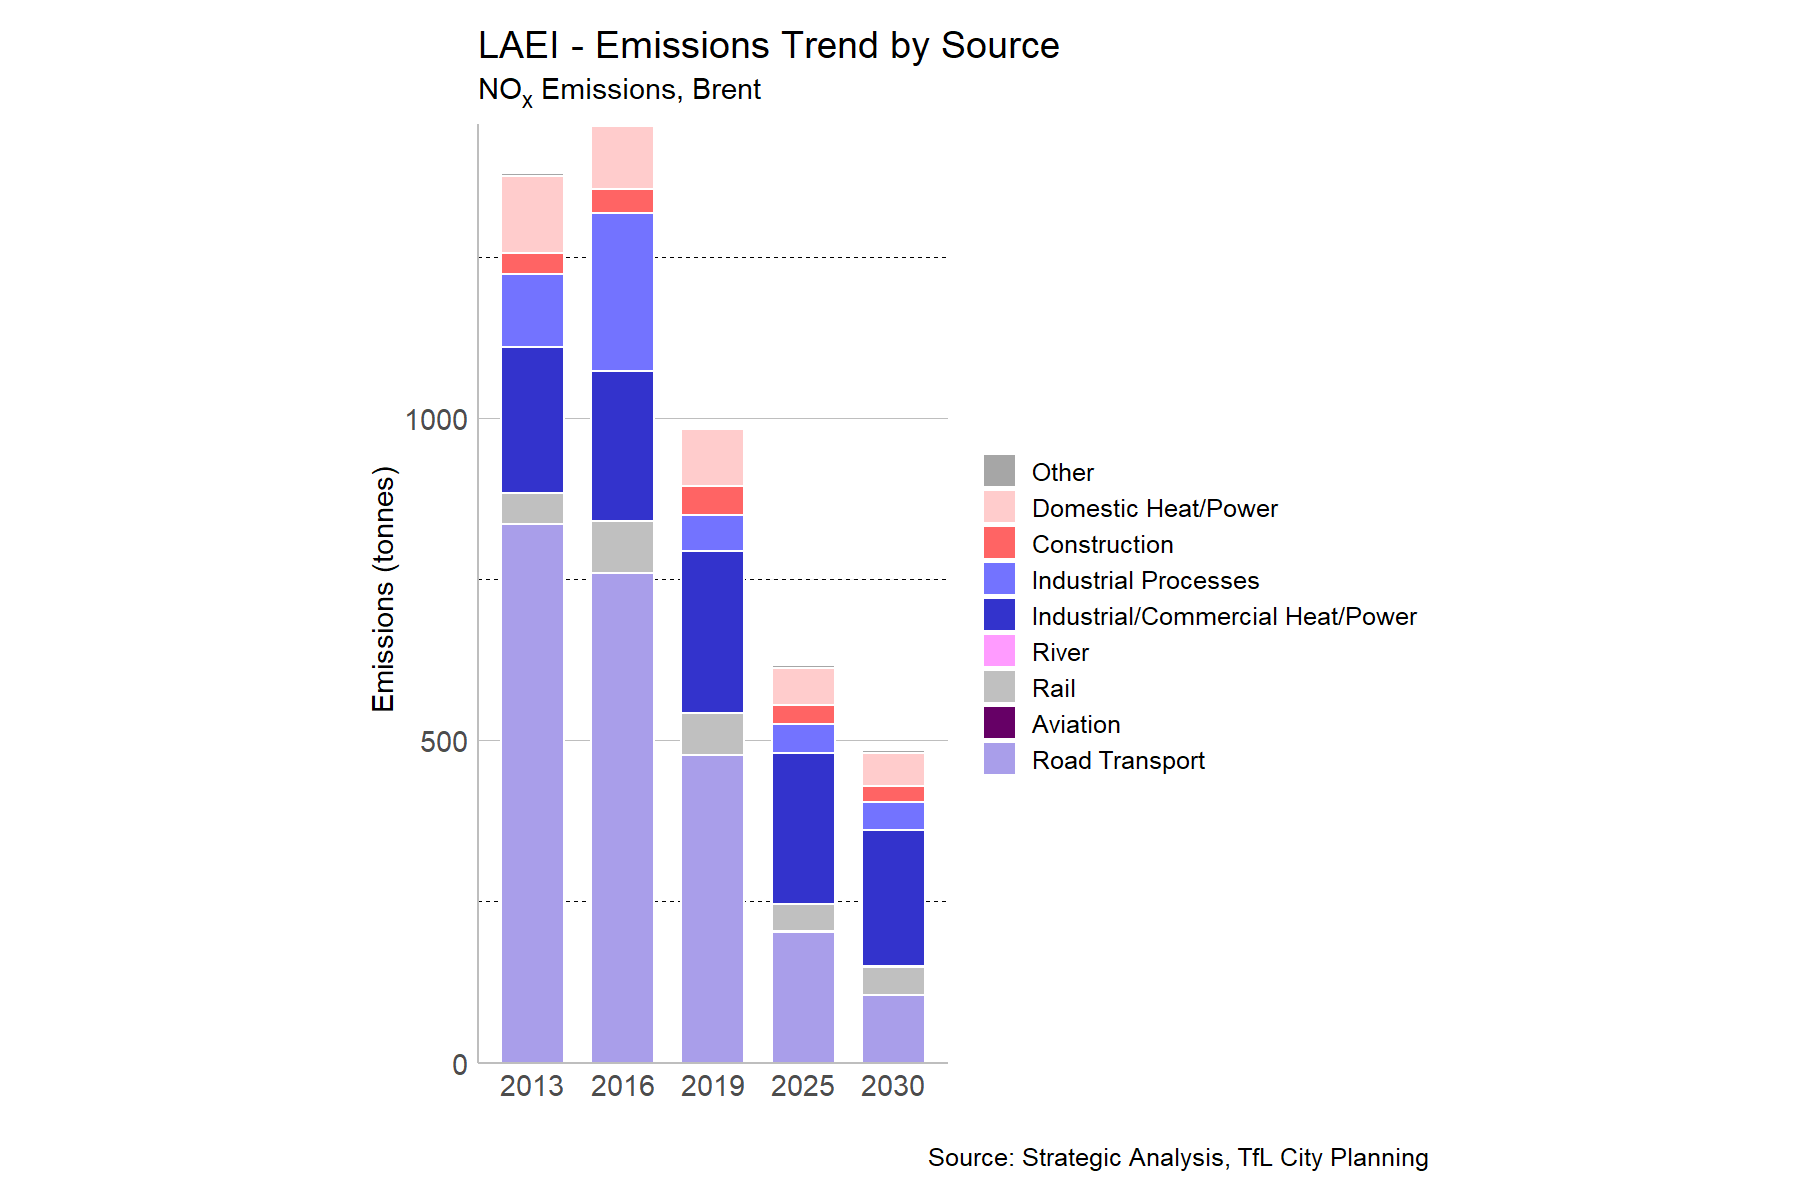 LAEI - Emissions Trend by Source
NOx Emissions, Brent
Emissions (tonnes)
1000
500
0
2013 2016 2019 2025 2030
Other
Domestic Heat/Power
Construction
Industrial Processes
Industrial/Commercial Heat/Power
River
Rail
Aviation
Road Transport
Source: Strategic Analysis, TfL City Planning